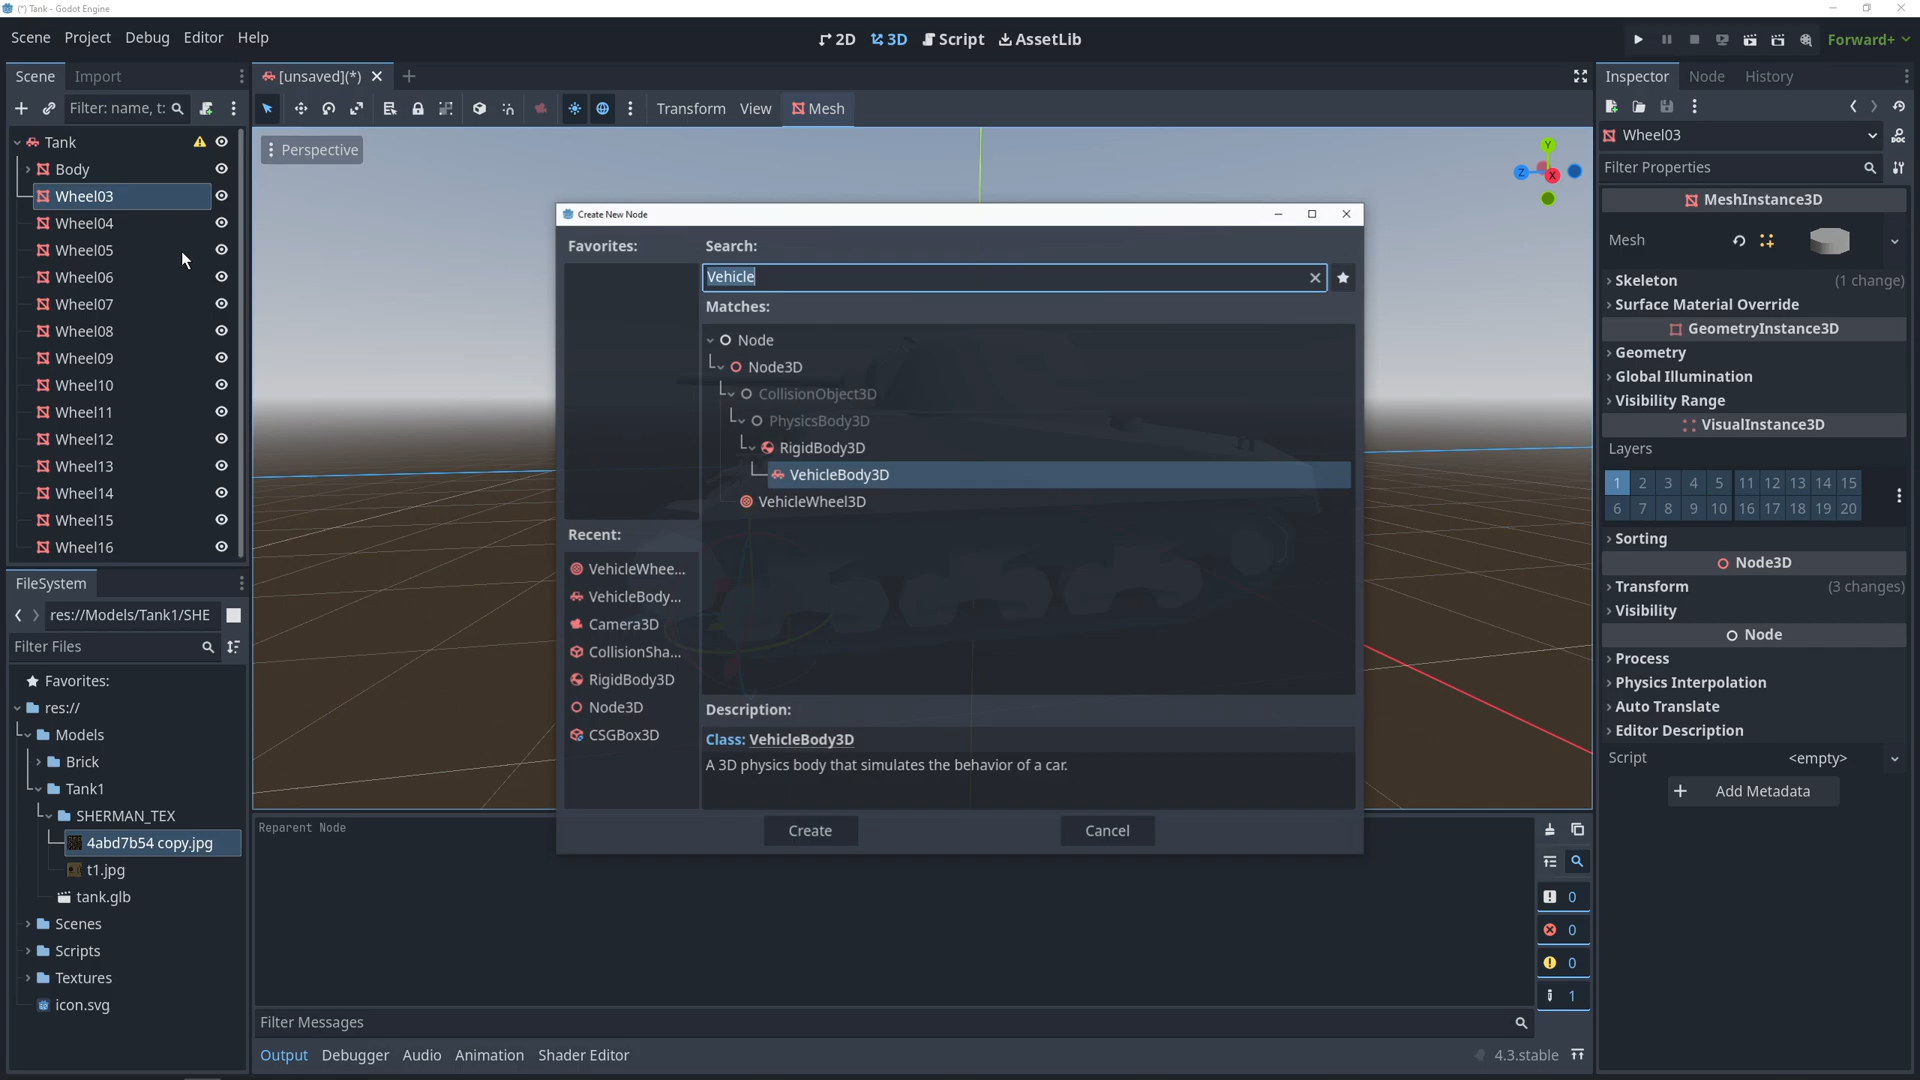 (*) Tank - Godot Engine
Scene Project Debug Editor Help
2D 3D Script AssetLib
Forward+
Scene Import
[unsaved](*)
Inspector Node History
Filter: name, t:
Transform View Mesh
Tank
Body
Wheel03
Wheel04
Wheel05
Wheel06
Wheel07
Wheel08
Wheel09
Wheel10
Wheel11
Wheel12
Wheel13
Wheel14
Wheel15
Wheel16
FileSystem
res://Models/Tank1/SHE
Filter Files
Favorites:
res://
Models
Brick
Tank1
SHERMAN_TEX
4abd7b54 copy.jpg
t1.jpg
tank.glb
Scenes
Scripts
Textures
icon.svg
Perspective
Y
Z
X
Create New Node
Favorites:
Search:
Vehicle
Matches:
Node
Node3D
CollisionObject3D
PhysicsBody3D
RigidBody3D
VehicleBody3D
VehicleWheel3D
Recent:
VehicleWhee...
VehicleBody...
Camera3D
CollisionSha...
RigidBody3D
Node3D
CSGBox3D
Description:
Class: VehicleBody3D
A 3D physics body that simulates the behavior of a car.
Create Cancel
Reparent Node
0
0
0
1
Filter Messages
Output Debugger Audio Animation Shader Editor
4.3.stable
Wheel03
Filter Properties
MeshInstance3D
Mesh
Skeleton (1 change)
Surface Material Override
GeometryInstance3D
Geometry
Global Illumination
Visibility Range
VisualInstance3D
Layers
1 2 3 4 5 11 12 13 14 15
6 7 8 9 10 16 17 18 19 20
Sorting
Node3D
Transform (3 changes)
Visibility
Node
Process
Physics Interpolation
Auto Translate
Editor Description
Script <empty>
Add Metadata